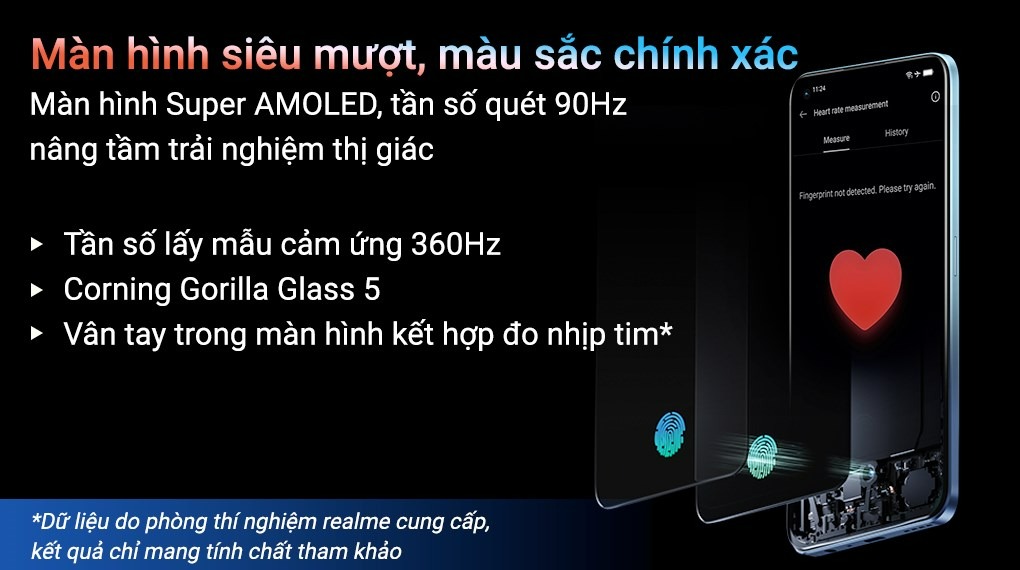 Màn hình siêu mượt, màu sắc chính xác
Màn hình Super AMOLED, tần số quét 90Hz
nâng tầm trải nghiệm thị giác
Tần số lấy mẫu cảm ứng 360Hz
Corning Gorilla Glass 5
Vân tay trong màn hình kết hợp đo nhịp tim*
*Dữ liệu do phòng thí nghiệm realme cung cấp,
kết quả chỉ mang tính chất tham khảo
11:24
Heart rate measurement
Measure History
Fingerprint not detected. Please try again.